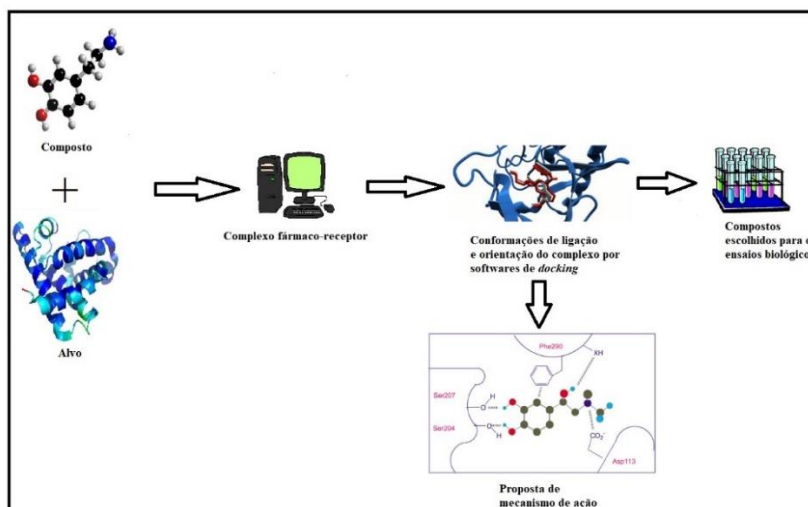 Composto
+
Alvo
Complexo fármaco-receptor
Conformações de ligação
e orientação do complexo por
softwares de docking
Compostos
escolhidos para o
ensaios biológico
Phe290
XH
Ser207
O
H
Ser204
O
H
CO₂⁻
Asp113
Proposta de
mecanismo de ação